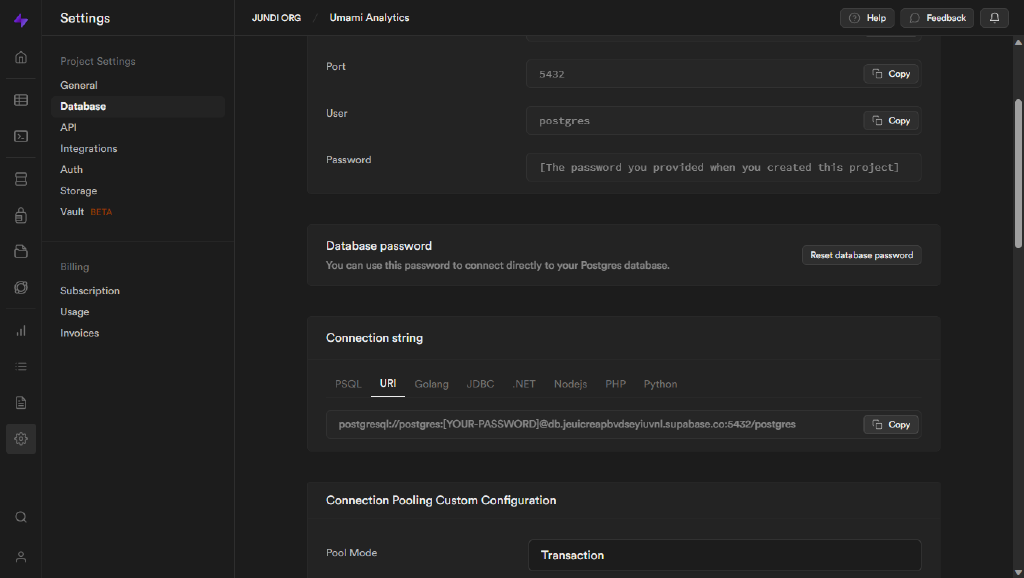 Settings
JUNDI ORG / Umami Analytics
Help
Feedback
Project Settings
General
Database
API
Integrations
Auth
Storage
Vault BETA
Billing
Subscription
Usage
Invoices
Port
5432
Copy
User
postgres
Copy
Password
[The password you provided when you created this project]
Database password
You can use this password to connect directly to your Postgres database.
Reset database password
Connection string
PSQL URI Golang JDBC .NET Nodejs PHP Python
postgresql://postgres:[YOUR-PASSWORD]@db.jeuicreapbvdseyiuvnl.supabase.co:5432/postgres
Copy
Connection Pooling Custom Configuration
Pool Mode
Transaction